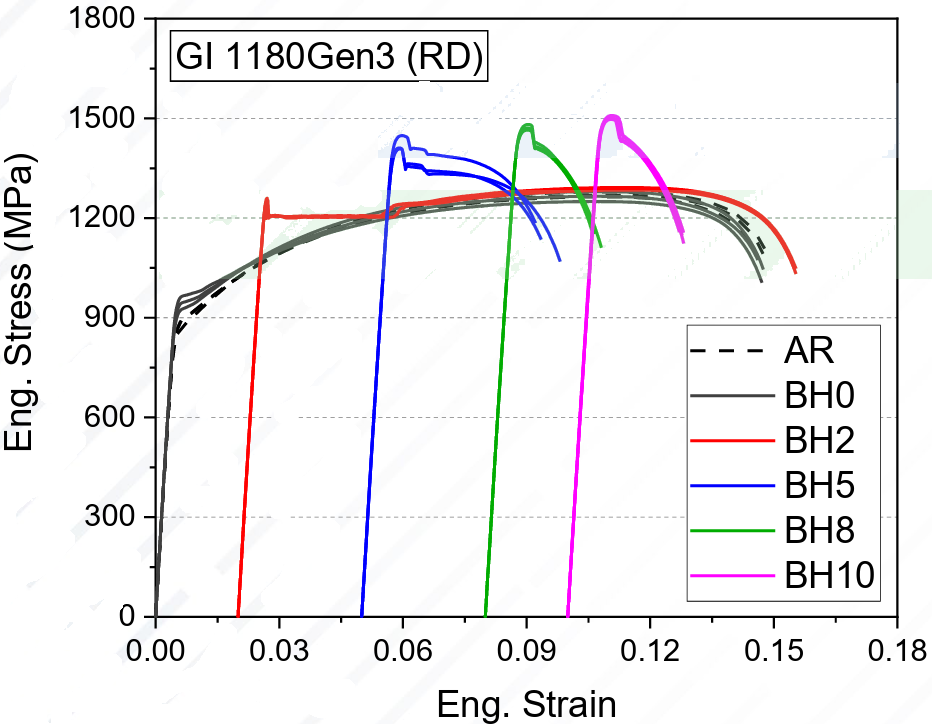 GI 1180Gen3 (RD)
Eng. Stress (MPa)
1800
1500
1200
900
600
300
0
AR
BH0
BH2
BH5
BH8
BH10
0.00 0.03 0.06 0.09 0.12 0.15 0.18
Eng. Strain